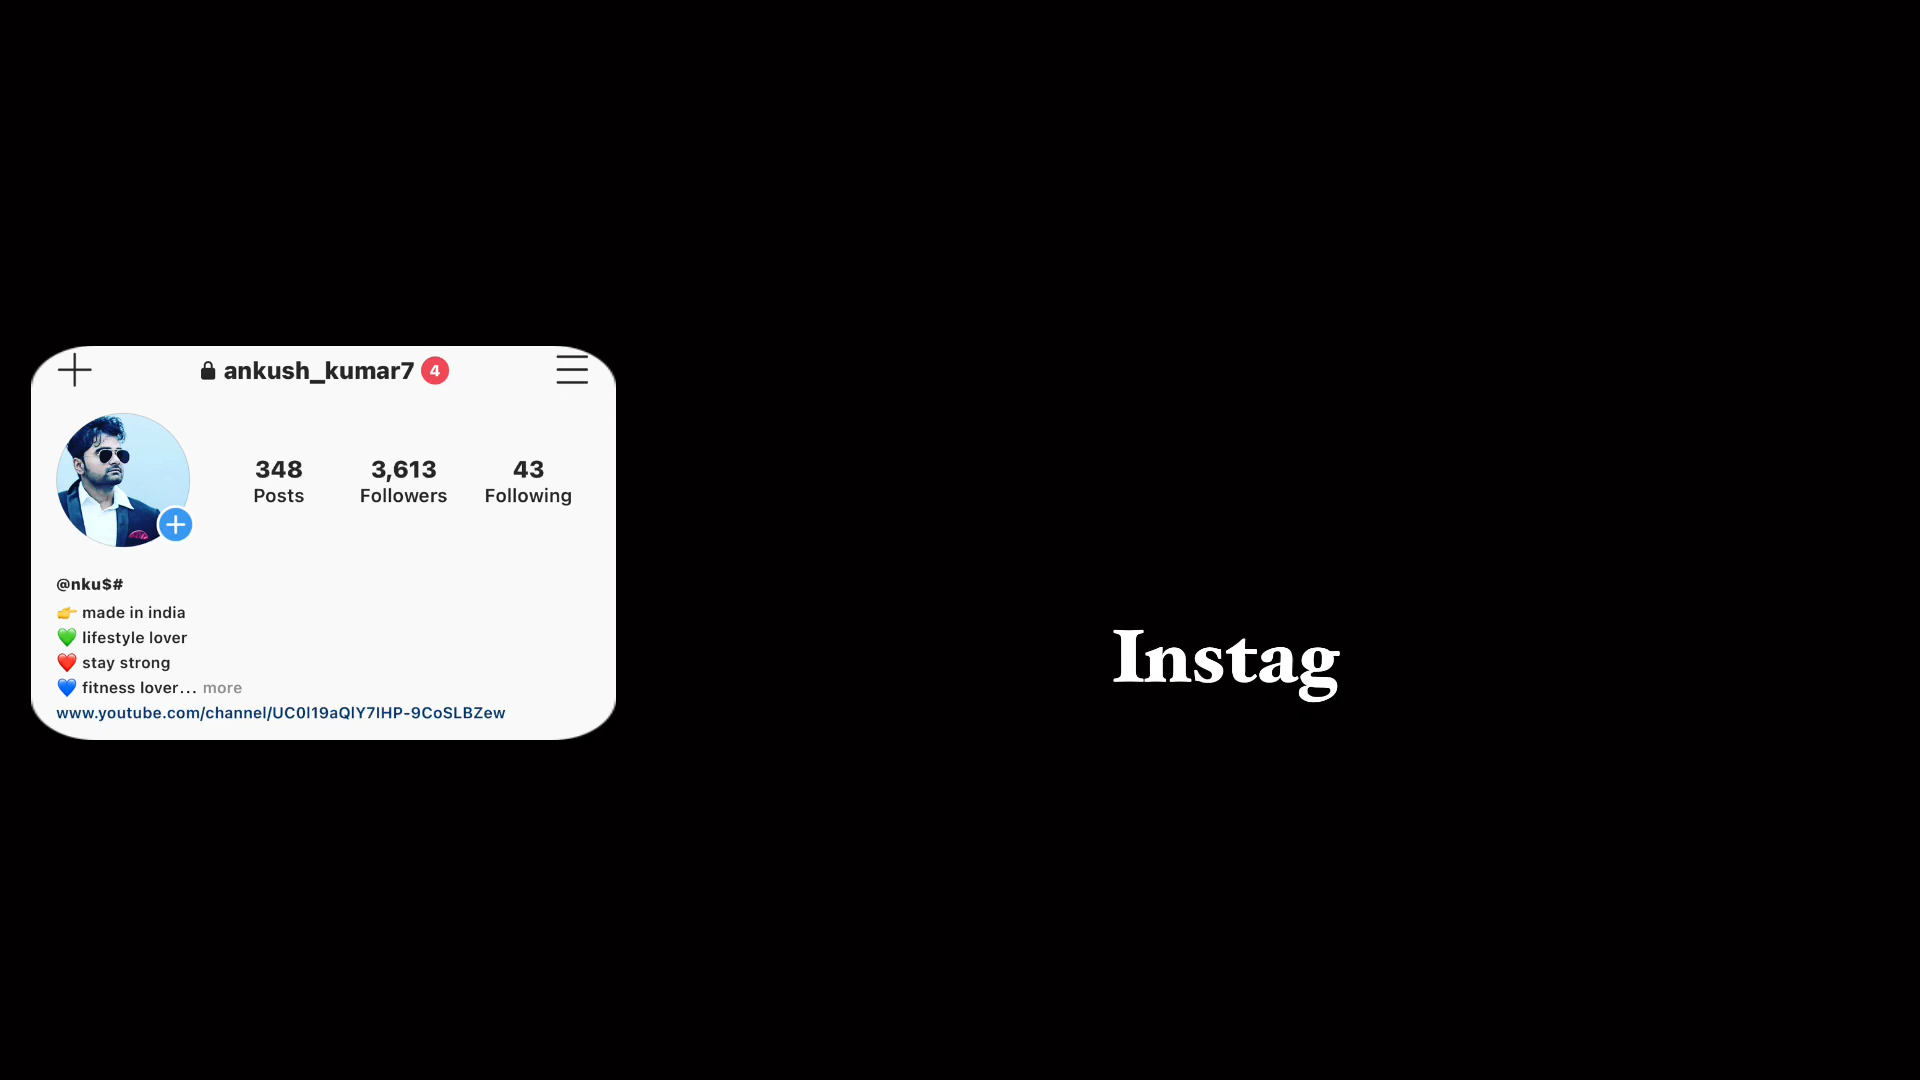 ankush_kumar7 4
348 3,613 43
Posts Followers Following
@nku$#
👉 made in india
💚 lifestyle lover
❤️ stay strong
💙 fitness lover... more
www.youtube.com/channel/UC0I19aQlY7IHP-9CoSLBZew
Instag